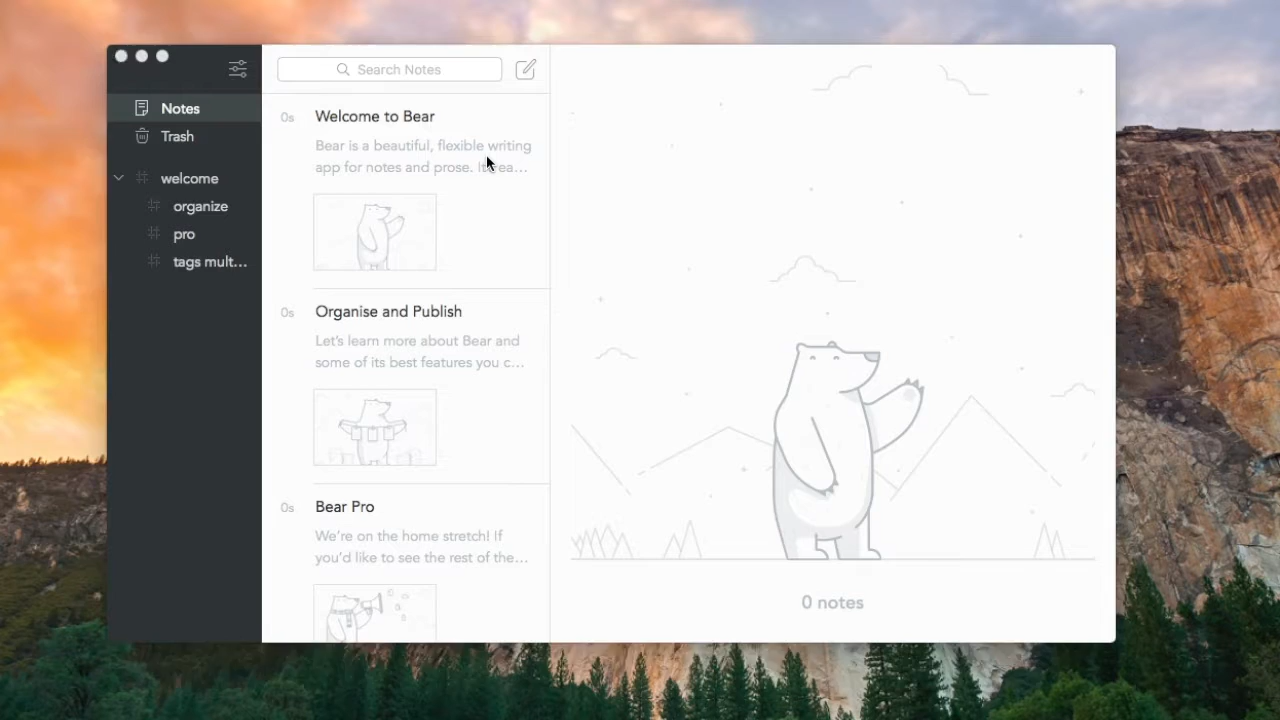 Notes
Trash
welcome
organize
pro
tags mult...
Search Notes
0s
Welcome to Bear
Bear is a beautiful, flexible writing
app for notes and prose.
0s
Organise and Publish
Let's learn more about Bear and
some of its best features you c...
0s
Bear Pro
We're on the home stretch! If
you'd like to see the rest of the...
0 notes